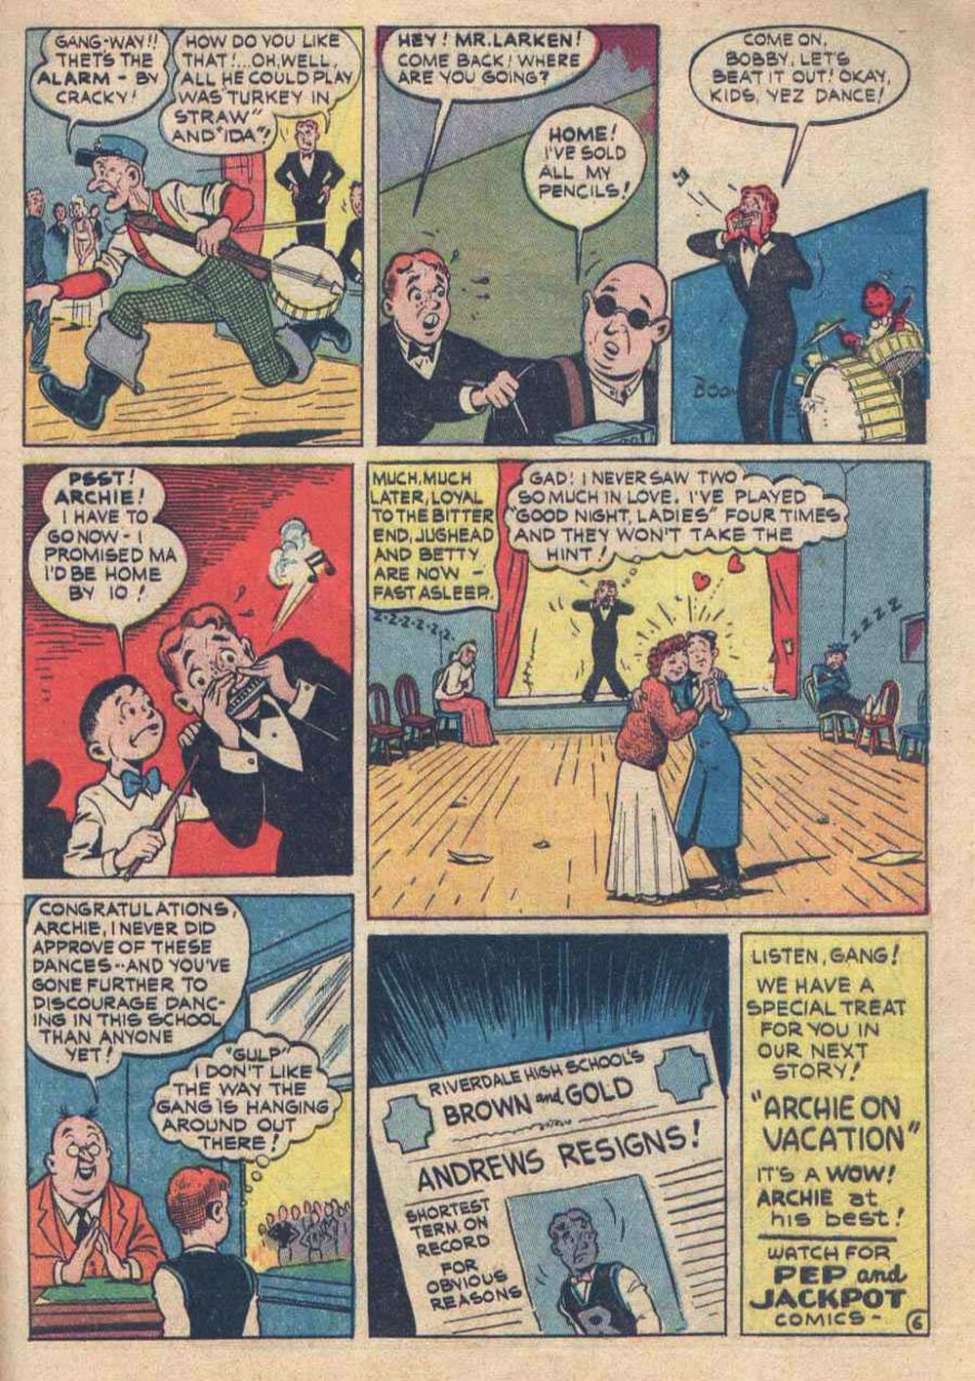 GANG-WAY!!
THET'S THE
ALARM - BY
CRACKY!
HOW DO YOU LIKE
THAT!...OH, WELL,
ALL HE COULD PLAY
WAS "TURKEY IN
STRAW"
AND "IDA"!
HEY! MR. LARKEN!
COME BACK! WHERE
ARE YOU GOING?
HOME!
I'VE SOLD
ALL MY
PENCILS!
COME ON,
BOBBY, LET'S
BEAT IT OUT! OKAY,
KIDS, YEZ DANCE!
BOOM
PSST!
ARCHIE!
I HAVE TO
GO NOW - I
PROMISED MA
I'D BE HOME
BY 10!
MUCH, MUCH
LATER, LOYAL
TO THE BITTER
END, JUGHEAD
AND BETTY
ARE NOW -
FAST ASLEEP.
GAD! I NEVER SAW TWO
SO MUCH IN LOVE. I'VE PLAYED
"GOOD NIGHT, LADIES" FOUR TIMES
AND THEY WON'T TAKE THE
HINT!
Z-Z-Z-Z-Z-Z
Z Z Z Z
CONGRATULATIONS,
ARCHIE, I NEVER DID
APPROVE OF THESE
DANCES--AND YOU'VE
GONE FURTHER TO
DISCOURAGE DANC-
ING IN THIS SCHOOL
THAN ANYONE
YET!
"GULP"
I DON'T LIKE
THE WAY THE
GANG IS HANGING
AROUND OUT
THERE!
RIVERDALE HIGH SCHOOL'S
BROWN and GOLD
ANDREWS RESIGNS!
SHORTEST
TERM ON
RECORD
FOR
OBVIOUS
REASONS
R
LISTEN, GANG!
WE HAVE A
SPECIAL TREAT
FOR YOU IN
OUR NEXT
STORY!
"ARCHIE ON
VACATION"
IT'S A WOW!
ARCHIE at
his best!
WATCH FOR
PEP and
JACKPOT
COMICS -
6